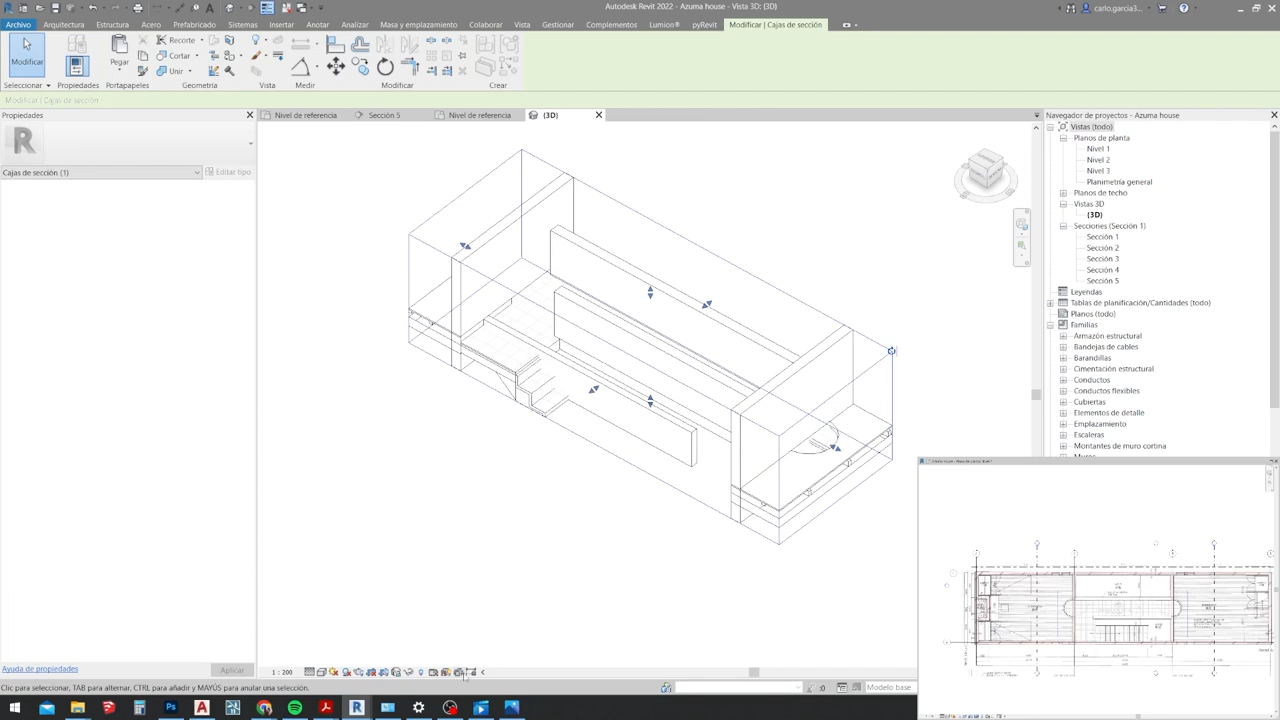 Autodesk Revit 2022 - Azuma house - Vista 3D: {3D}
carlo.garcia3...
Archivo
Arquitectura
Estructura
Acero
Prefabricado
Sistemas
Insertar
Anotar
Analizar
Masa y emplazamiento
Colaborar
Vista
Gestionar
Complementos
Lumion®
pyRevit
Modificar | Cajas de sección
Recorte
Cortar
Unir
Modificar
Pegar
Seleccionar
Propiedades
Portapapeles
Geometría
Vista
Medir
Modificar
Crear
Modificar | Cajas de sección
Propiedades
Nivel de referencia
Sección 5
Nivel de referencia
{3D}
Navegador de proyectos - Azuma house
Cajas de sección (1)
Editar tipo
Vistas (todo)
Planos de planta
Nivel 1
Nivel 2
Nivel 3
Planimetría general
Planos de techo
Vistas 3D
{3D}
Secciones (Sección 1)
Sección 1
Sección 2
Sección 3
Sección 4
Sección 5
Leyendas
Tablas de planificación/Cantidades (todo)
Planos (todo)
Familias
Armazón estructural
Bandejas de cables
Barandillas
Cimentación estructural
Conductos
Conductos flexibles
Cubiertas
Elementos de detalle
Emplazamiento
Escaleras
Montantes de muro cortina
Ayuda de propiedades
Aplicar
1 : 200
Clic para seleccionar, TAB para alternar, CTRL para añadir y MAYÚS para anular una selección.
:0
Modelo base